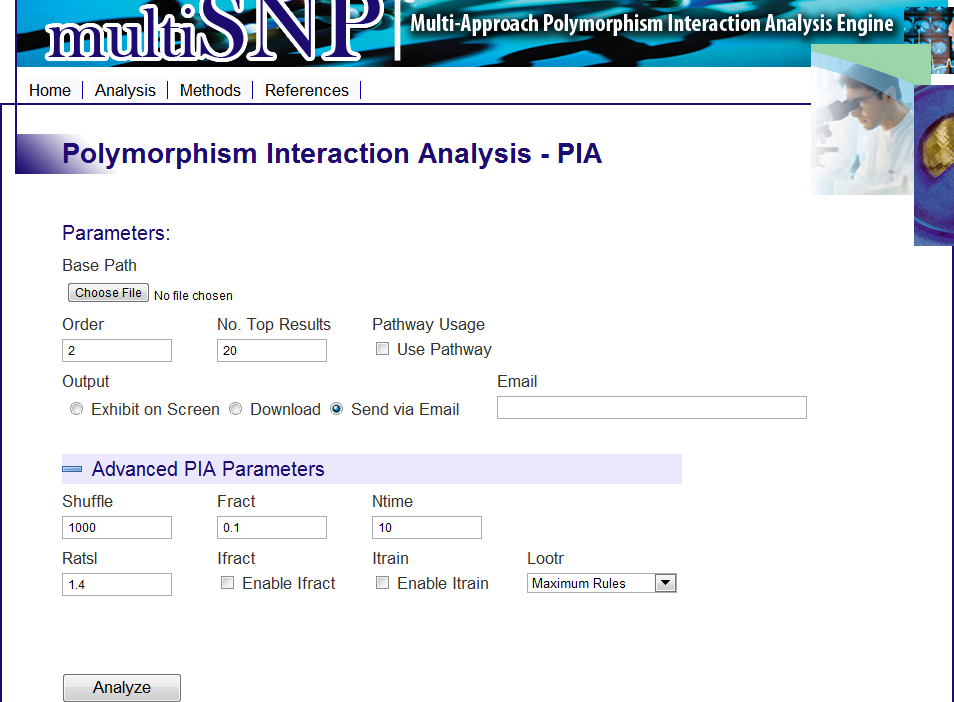 multiSNP
Multi-Approach Polymorphism Interaction Analysis Engine
Home Analysis Methods References
Polymorphism Interaction Analysis - PIA
Parameters:
Base Path
Choose File No file chosen
Order No. Top Results Pathway Usage
2 20 Use Pathway
Output Email
Exhibit on Screen Download Send via Email
Advanced PIA Parameters
Shuffle Fract Ntime
1000 0.1 10
Ratsl Ifract Itrain Lootr
1.4 Enable Ifract Enable Itrain Maximum Rules
Analyze